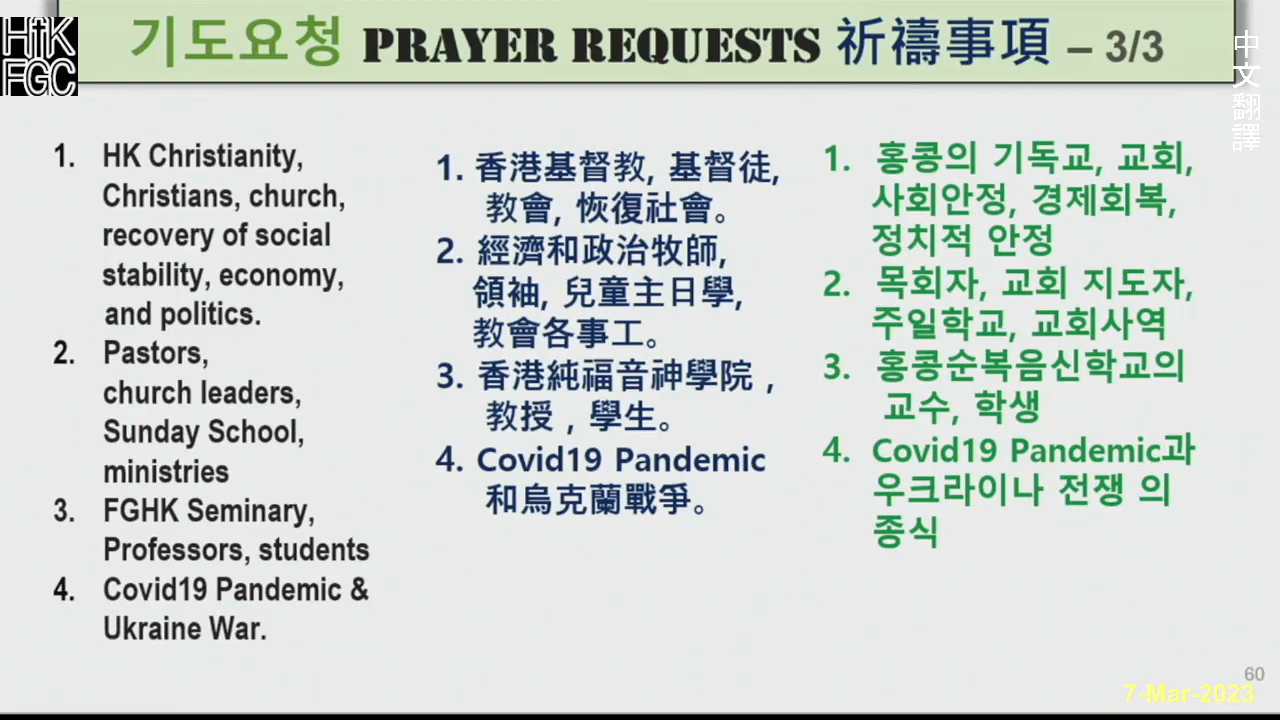 HfK
FGC
기도요청 PRAYER REQUESTS 祈禱事項 – 3/3
中文翻譯
1. HK Christianity,
Christians, church,
recovery of social
stability, economy,
and politics.
2. Pastors,
church leaders,
Sunday School,
ministries
3. FGHK Seminary,
Professors, students
4. Covid19 Pandemic &
Ukraine War.
1. 香港基督教, 基督徒,
教會, 恢復社會。
2. 經濟和政治牧師,
領袖, 兒童主日學,
教會各事工。
3. 香港純福音神學院 ,
教授 , 學生。
4. Covid19 Pandemic
和烏克蘭戰爭。
1. 홍콩의 기독교, 교회,
사회안정, 경제회복,
정치적 안정
2. 목회자, 교회 지도자,
주일학교, 교회사역
3. 홍콩순복음신학교의
교수, 학생
4. Covid19 Pandemic과
우크라이나 전쟁 의
종식
60
7-Mar-2023